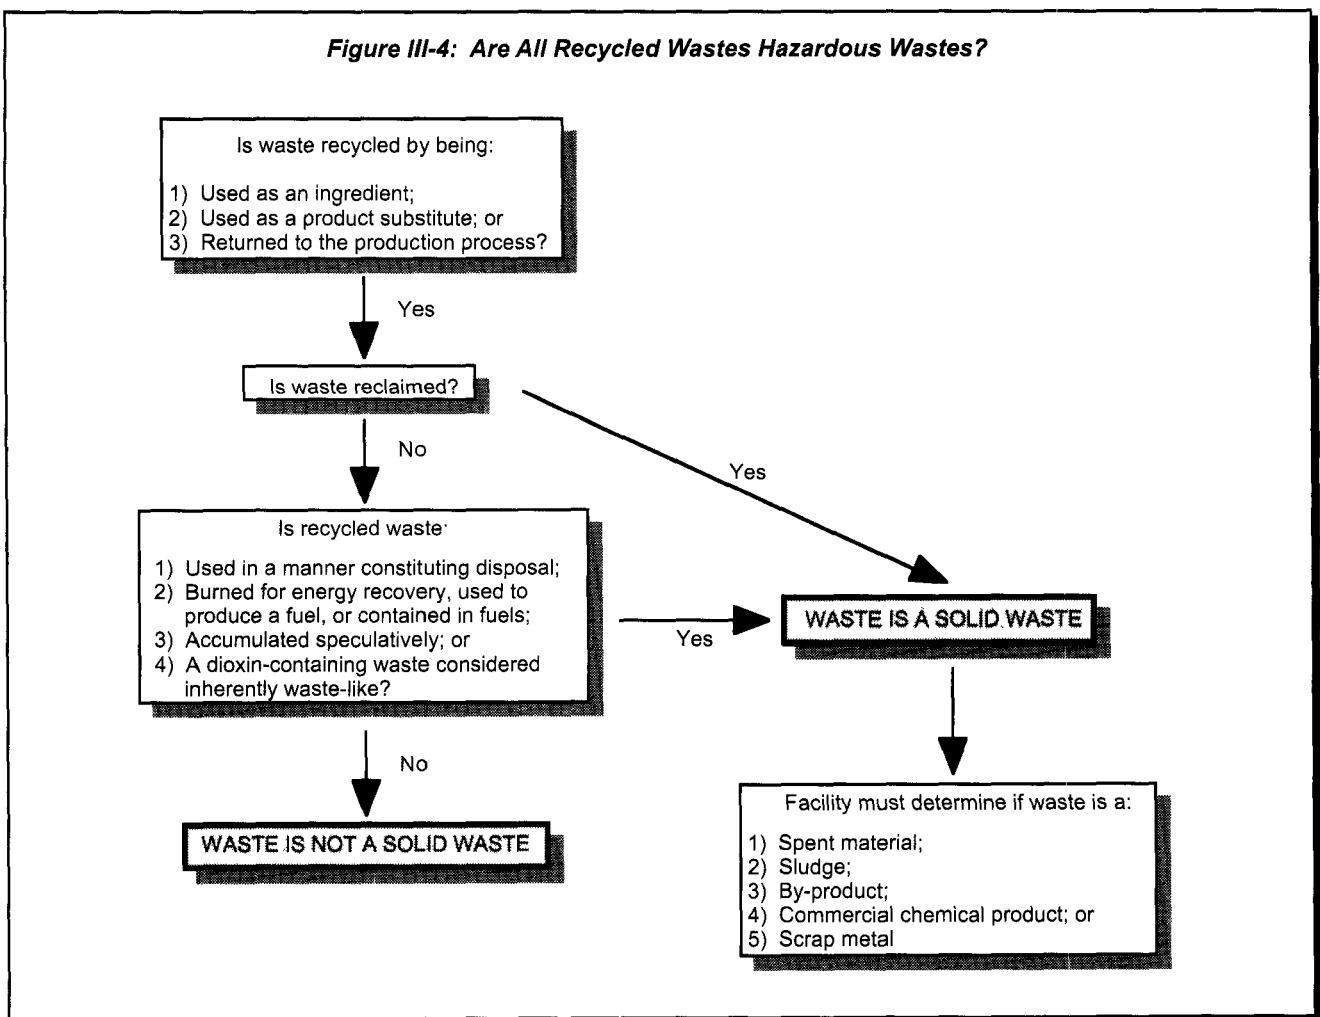 Figure III-4: Are All Recycled Wastes Hazardous Wastes?
Is waste recycled by being:
1) Used as an ingredient;
2) Used as a product substitute; or
3) Returned to the production process?
Yes
Is waste reclaimed?
No
Yes
Is recycled waste:
1) Used in a manner constituting disposal;
2) Burned for energy recovery, used to
produce a fuel, or contained in fuels;
3) Accumulated speculatively; or
4) A dioxin-containing waste considered
inherently waste-like?
Yes
WASTE IS A SOLID WASTE
No
WASTE IS NOT A SOLID WASTE
Facility must determine if waste is a:
1) Spent material;
2) Sludge;
3) By-product;
4) Commercial chemical product; or
5) Scrap metal